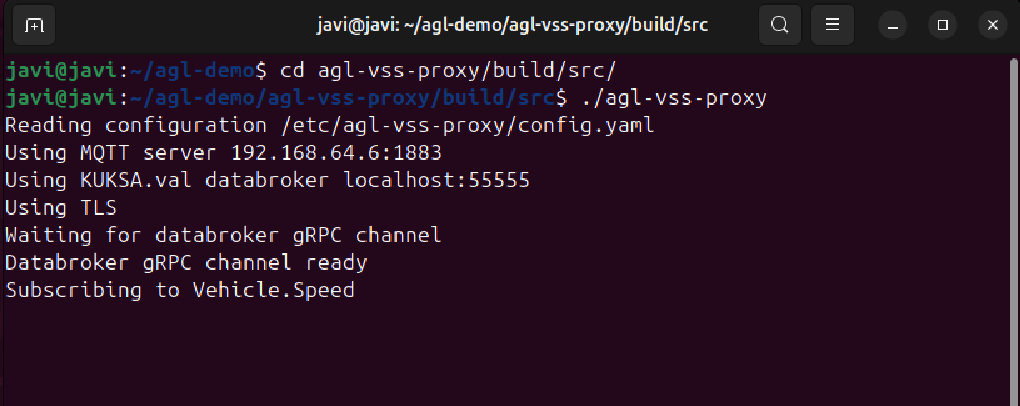 javi@javi: ~/agl-demo/agl-vss-proxy/build/src
javi@javi:~/agl-demo$ cd agl-vss-proxy/build/src/
javi@javi:~/agl-demo/agl-vss-proxy/build/src$ ./agl-vss-proxy
Reading configuration /etc/agl-vss-proxy/config.yaml
Using MQTT server 192.168.64.6:1883
Using KUKSA.val databroker localhost:55555
Using TLS
Waiting for databroker gRPC channel
Databroker gRPC channel ready
Subscribing to Vehicle.Speed